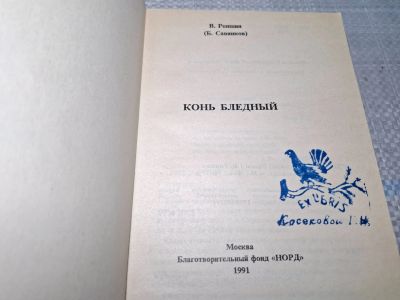 В. Ропшин
(Б. Савинков)
КОНЬ БЛЕДНЫЙ
EX LIBRIS
Косековой Г. И.
Москва
Благотворительный фонд «НОРД»
1991